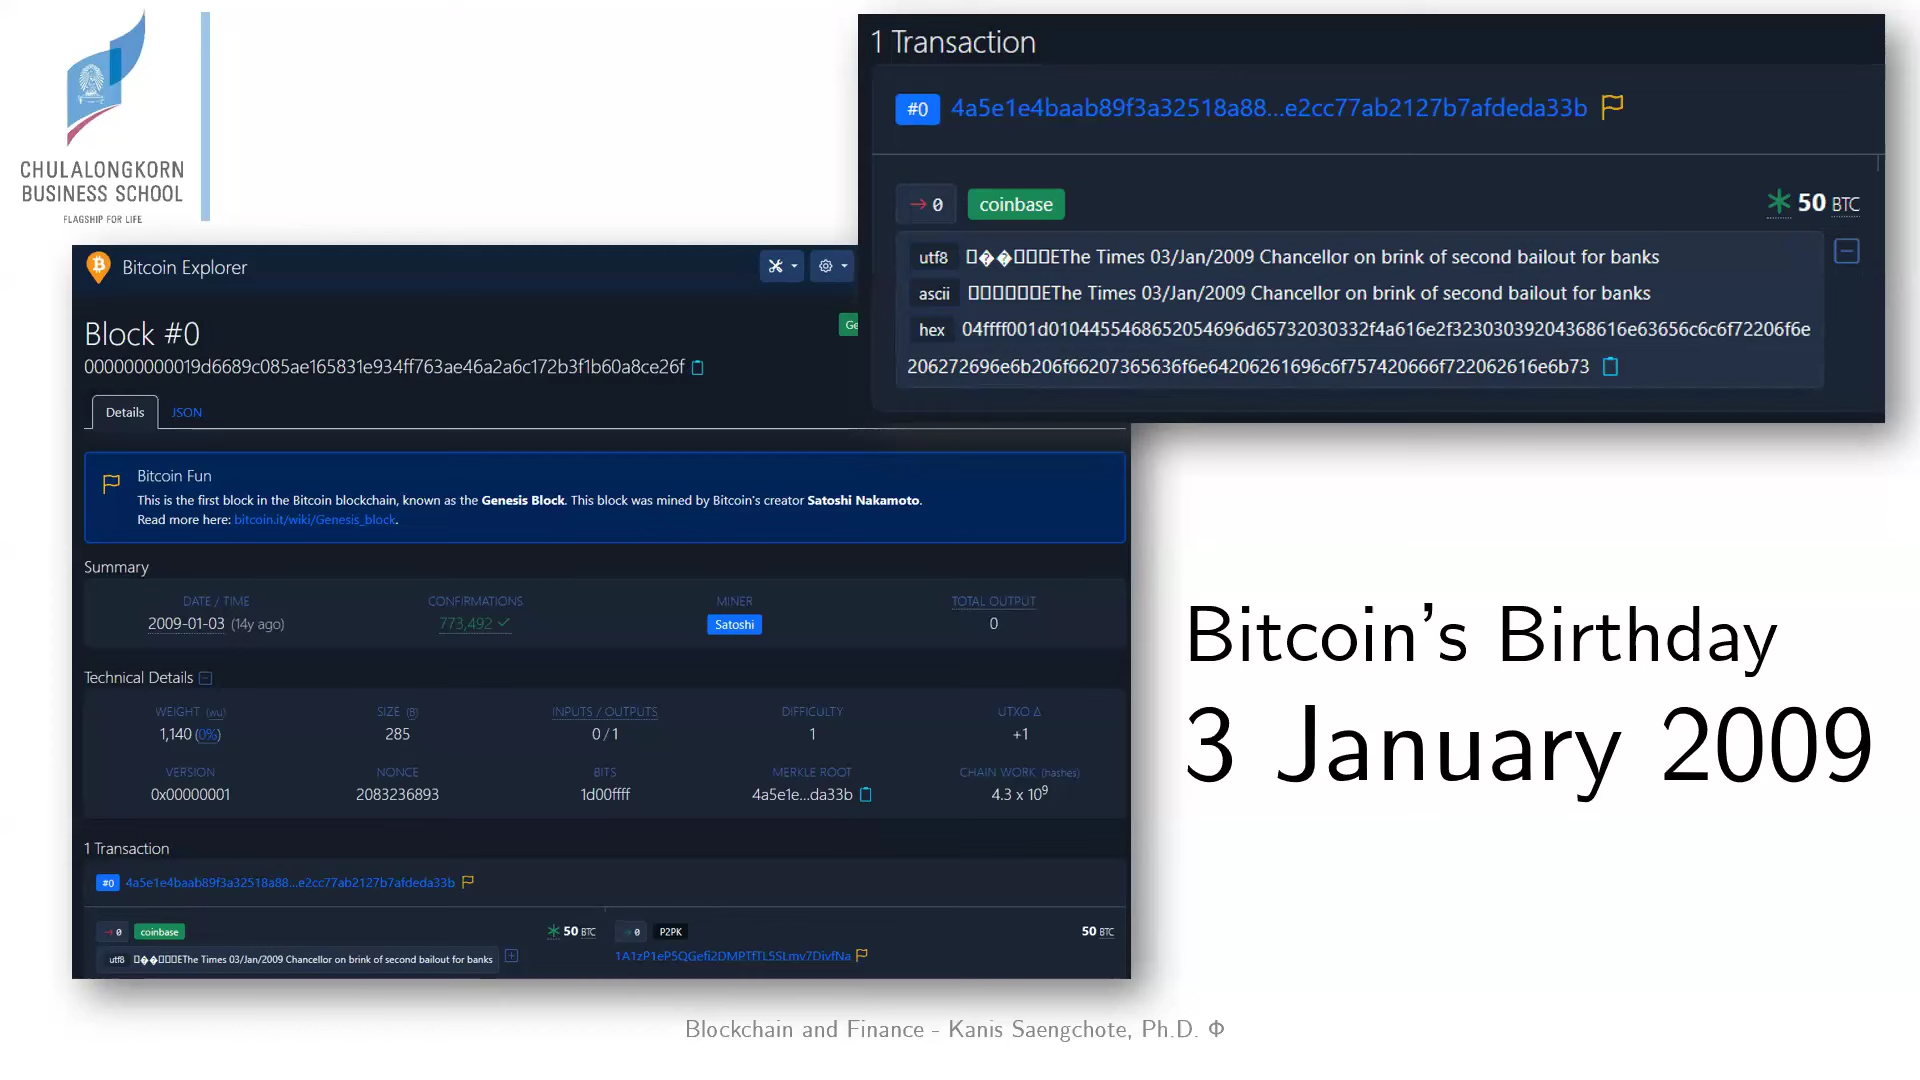 CHULALONGKORN
BUSINESS SCHOOL
FLAGSHIP FOR LIFE
1 Transaction
#0 4a5e1e4baab89f3a32518a88...e2cc77ab2127b7afdeda33b
→ 0 coinbase 50 BTC
utf8 EThe Times 03/Jan/2009 Chancellor on brink of second bailout for banks
ascii EThe Times 03/Jan/2009 Chancellor on brink of second bailout for banks
hex 04ffff001d0104455468652054696d65732030332f4a616e2f32303039204368616e63656c6c6f72206f6e
206272696e6b206f66207365636f6e64206261696c6f757420666f722062616e6b73
Bitcoin Explorer
Block #0
Ge
000000000019d6689c085ae165831e934ff763ae46a2a6c172b3f1b60a8ce26f
Details JSON
Bitcoin Fun
This is the first block in the Bitcoin blockchain, known as the Genesis Block. This block was mined by Bitcoin's creator Satoshi Nakamoto.
Read more here: bitcoin.it/wiki/Genesis_block.
Summary
DATE / TIME CONFIRMATIONS MINER TOTAL OUTPUT
2009-01-03 (14y ago) 773,492 ✓ Satoshi 0
Technical Details
WEIGHT (wu) SIZE (B) INPUTS / OUTPUTS DIFFICULTY UTXO Δ
1,140 (0%) 285 0 / 1 1 +1
VERSION NONCE BITS MERKLE ROOT CHAIN WORK (hashes)
0x00000001 2083236893 1d00ffff 4a5e1e...da33b 4.3 x 10⁹
1 Transaction
#0 4a5e1e4baab89f3a32518a88...e2cc77ab2127b7afdeda33b
→ 0 coinbase 50 BTC → 0 P2PK 50 BTC
utf8 EThe Times 03/Jan/2009 Chancellor on brink of second bailout for banks 1A1zP1eP5QGefi2DMPTfTL5SLmv7DivfNa
Bitcoin's Birthday
3 January 2009
Blockchain and Finance - Kanis Saengchote, Ph.D. Φ